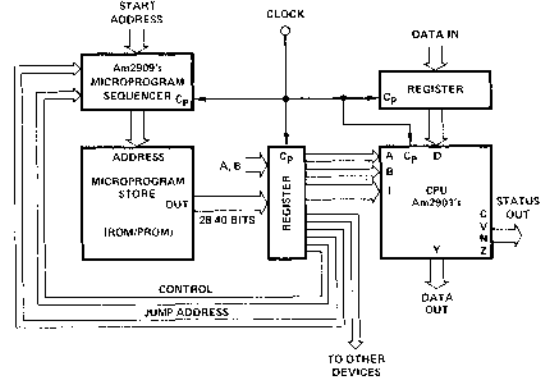 START
ADDRESS
CLOCK
DATA IN
Am2909's
MICROPROGRAM
SEQUENCER
CP
CP
REGISTER
ADDRESS
MICROPROGRAM
STORE
OUT
(ROM/PROM)
A, B
28-40 BITS
CP
REGISTER
A
CP
D
B
I
CPU
Am2901's
C
V
N
Z
Y
STATUS
OUT
CONTROL
JUMP ADDRESS
DATA
OUT
TO OTHER
DEVICES